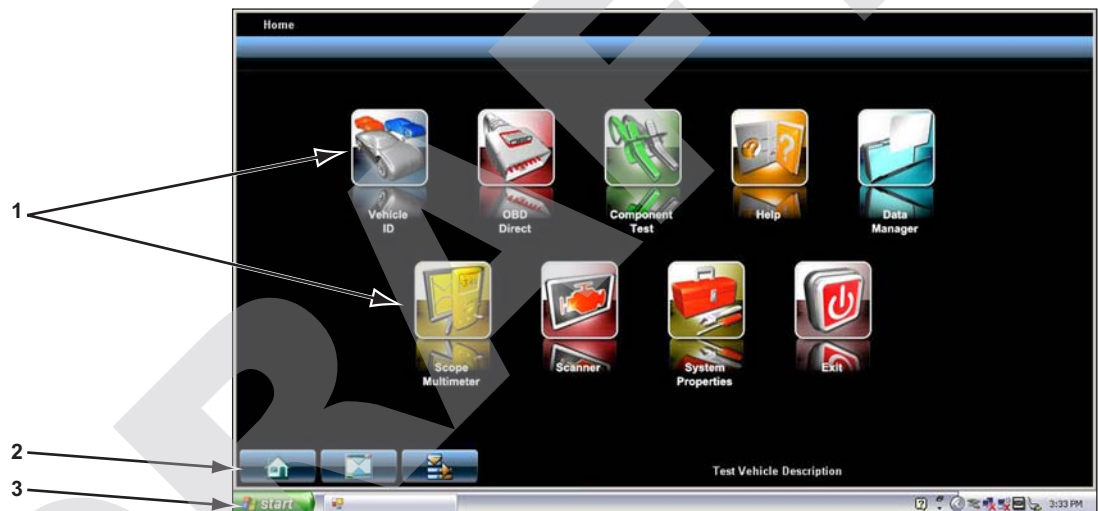 Home
Vehicle
ID
OBD
Direct
Component
Test
Help
Data
Manager
1
Scope
Multimeter
Scanner
System
Properties
Exit
2
Test Vehicle Description
3
start
3:33 PM